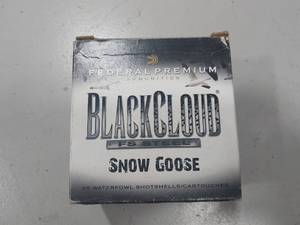 FEDERAL PREMIUM
AMMUNITION
BLACKCLOUD
FS STEEL
SNOW GOOSE
25 WATERFOWL SHOTSHELLS/CARTOUCHES